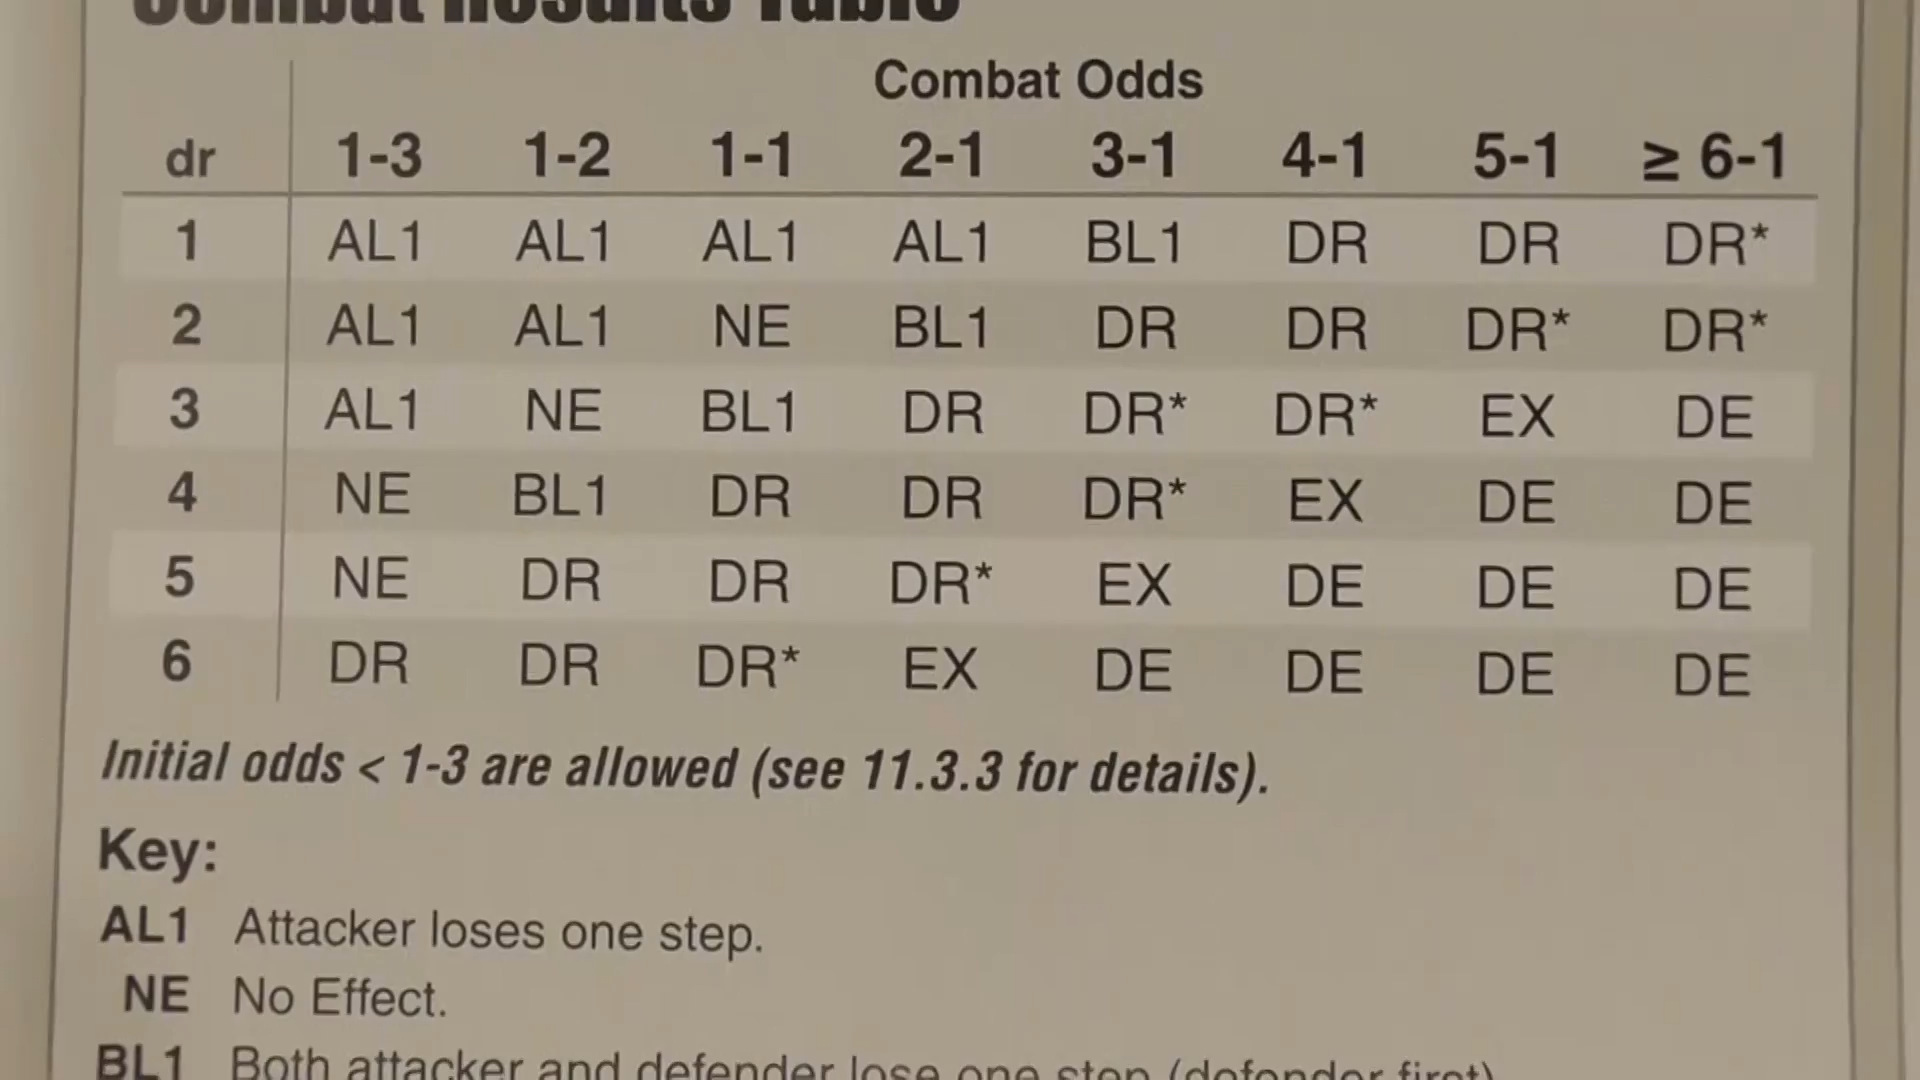 Combat Results Table
Combat Odds
dr 1-3 1-2 1-1 2-1 3-1 4-1 5-1 ≥ 6-1
1 AL1 AL1 AL1 AL1 BL1 DR DR DR*
2 AL1 AL1 NE BL1 DR DR DR* DR*
3 AL1 NE BL1 DR DR* DR* EX DE
4 NE BL1 DR DR DR* EX DE DE
5 NE DR DR DR* EX DE DE DE
6 DR DR DR* EX DE DE DE DE
Initial odds < 1-3 are allowed (see 11.3.3 for details).
Key:
AL1 Attacker loses one step.
NE No Effect.
BL1 Both attacker and defender lose one step (defender first)